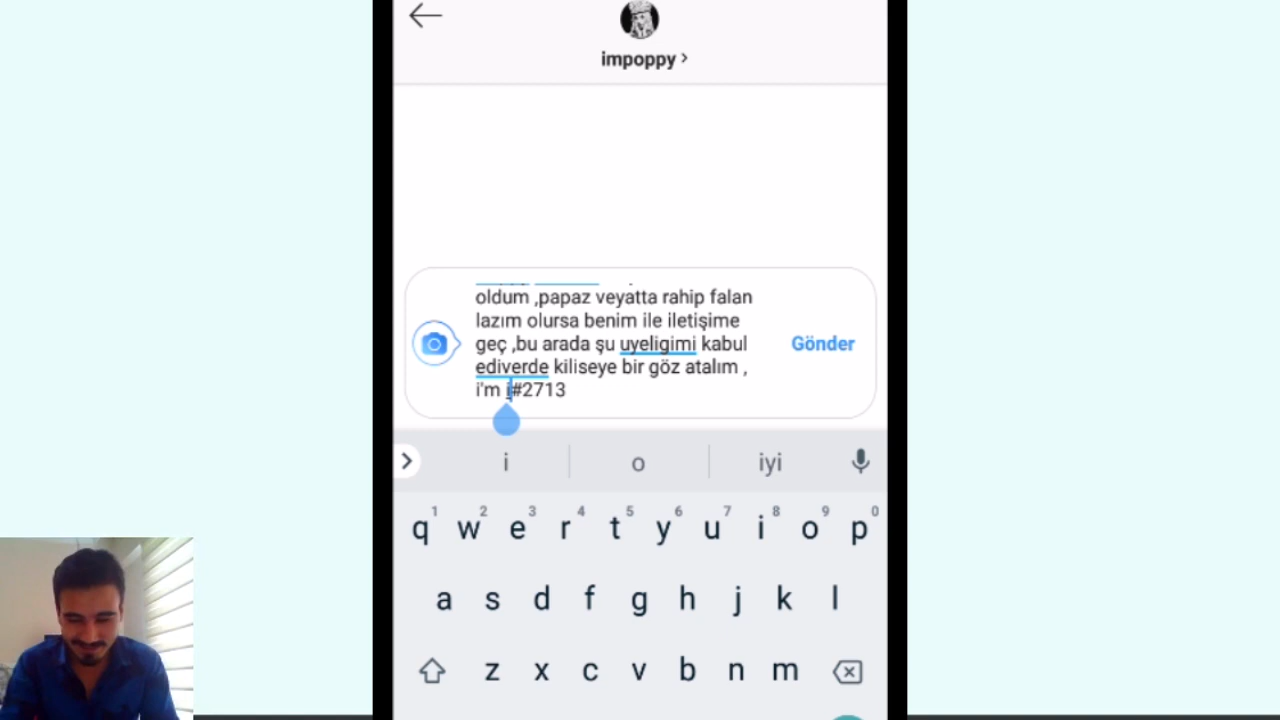 impoppy
oldum ,papaz veyatta rahip falan
lazım olursa benim ile iletişime
geç ,bu arada şu uyeligimi kabul
ediverde kiliseye bir göz atalım ,
i'm i#2713
Gönder
i o iyi
1 2 3 4 5 6 7 8 9 0
q w e r t y u i o p
a s d f g h j k l
z x c v b n m